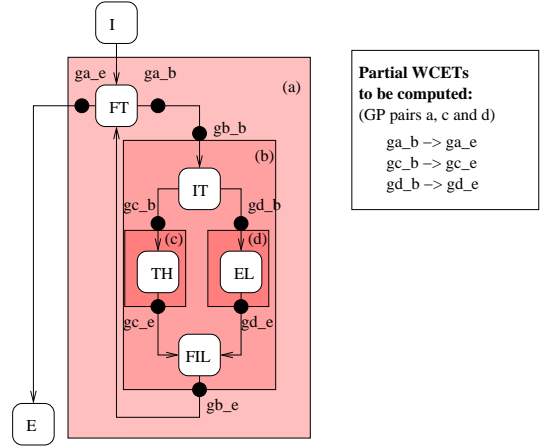 I
ga_e
ga_b
(a)
FT
gb_b
(b)
IT
gc_b
gd_b
(c)
(d)
TH
EL
gc_e
gd_e
FIL
gb_e
E
Partial WCETs
to be computed:
(GP pairs a, c and d)
ga_b −> ga_e
gc_b −> gc_e
gd_b −> gd_e